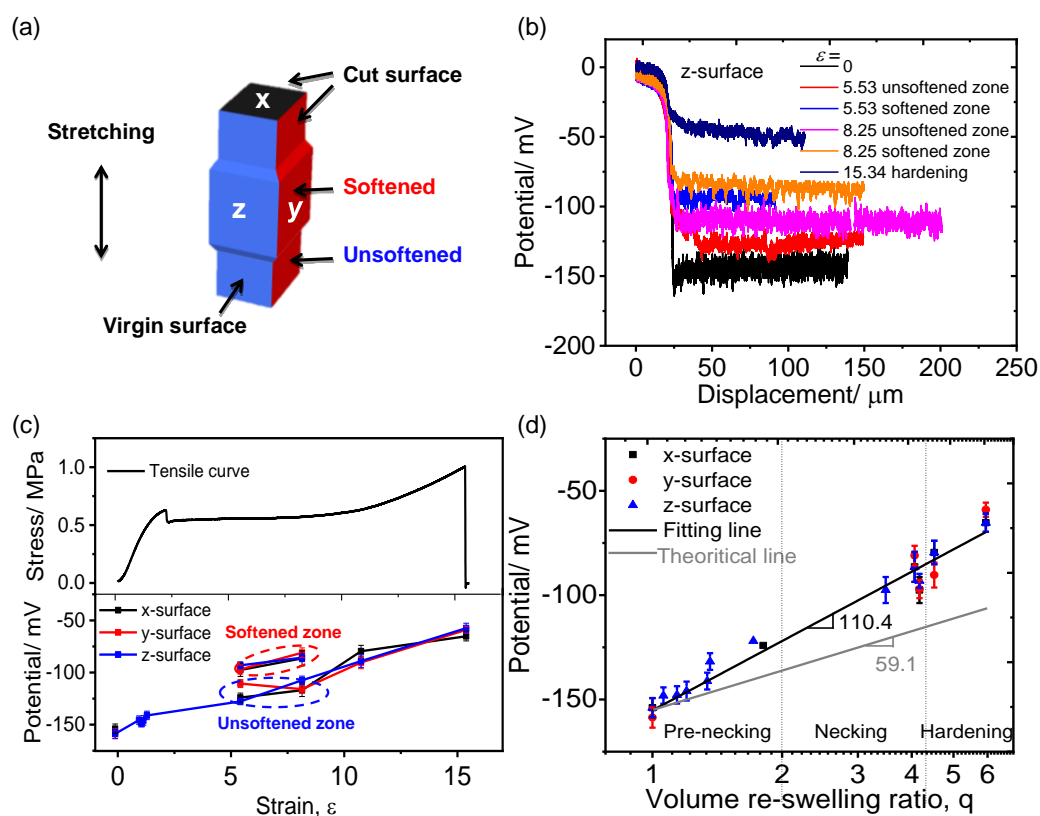 (a)
Cut surface
x
Stretching
Softened
z
y
Unsoftened
Virgin surface
(b)
z-surface
ε =
0
5.53 unsoftened zone
5.53 softened zone
8.25 unsoftened zone
8.25 softened zone
15.34 hardening
0
-50
-100
-150
-200
Potential/ mV
0 50 100 150 200 250
Displacement/ μm
(c)
Tensile curve
1.0
0.5
0.0
Stress/ MPa
x-surface
y-surface
z-surface
Softened zone
Unsoftened zone
-50
-100
-150
Potential/ mV
0 5 10 15
Strain, ε
(d)
x-surface
y-surface
z-surface
Fitting line
Theoritical line
110.4
59.1
Pre-necking Necking Hardening
-50
-100
-150
Potential/ mV
1 2 3 4 5 6
Volume re-swelling ratio, q